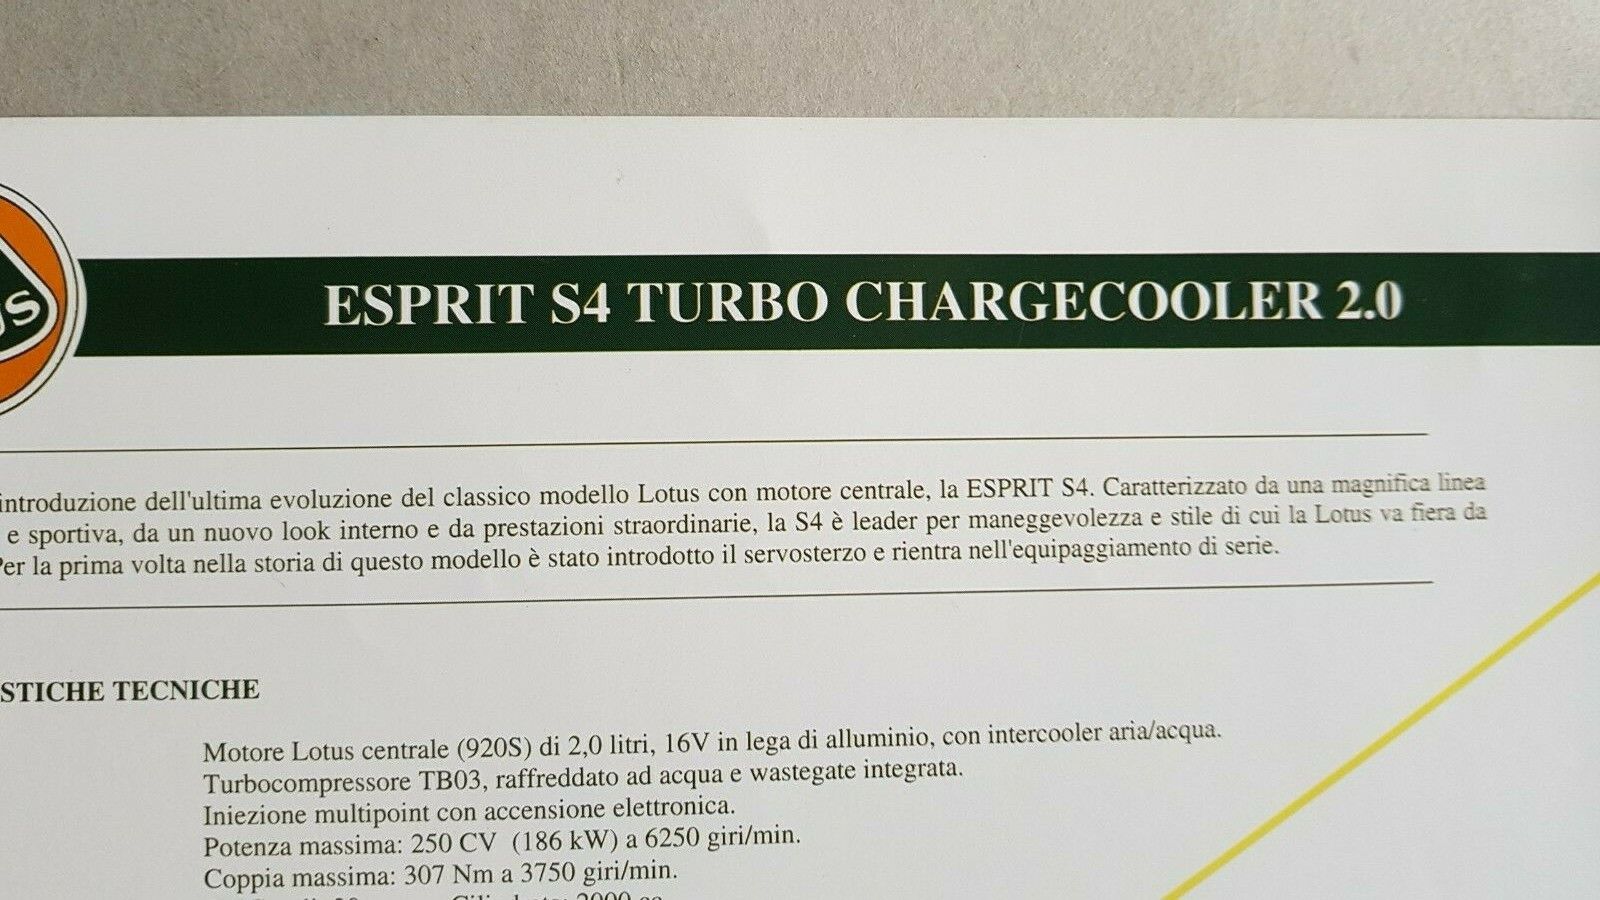 US
ESPRIT S4 TURBO CHARGECOOLER 2.0
introduzione dell'ultima evoluzione del classico modello Lotus con motore centrale, la ESPRIT S4. Caratterizzato da una magnifica linea
e sportiva, da un nuovo look interno e da prestazioni straordinarie, la S4 è leader per maneggevolezza e stile di cui la Lotus va fiera da
Per la prima volta nella storia di questo modello è stato introdotto il servosterzo e rientra nell'equipaggiamento di serie.
STICHE TECNICHE
Motore Lotus centrale (920S) di 2,0 litri, 16V in lega di alluminio, con intercooler aria/acqua.
Turbocompressore TB03, raffreddato ad acqua e wastegate integrata.
Iniezione multipoint con accensione elettronica.
Potenza massima: 250 CV (186 kW) a 6250 giri/min.
Coppia massima: 307 Nm a 3750 giri/min.